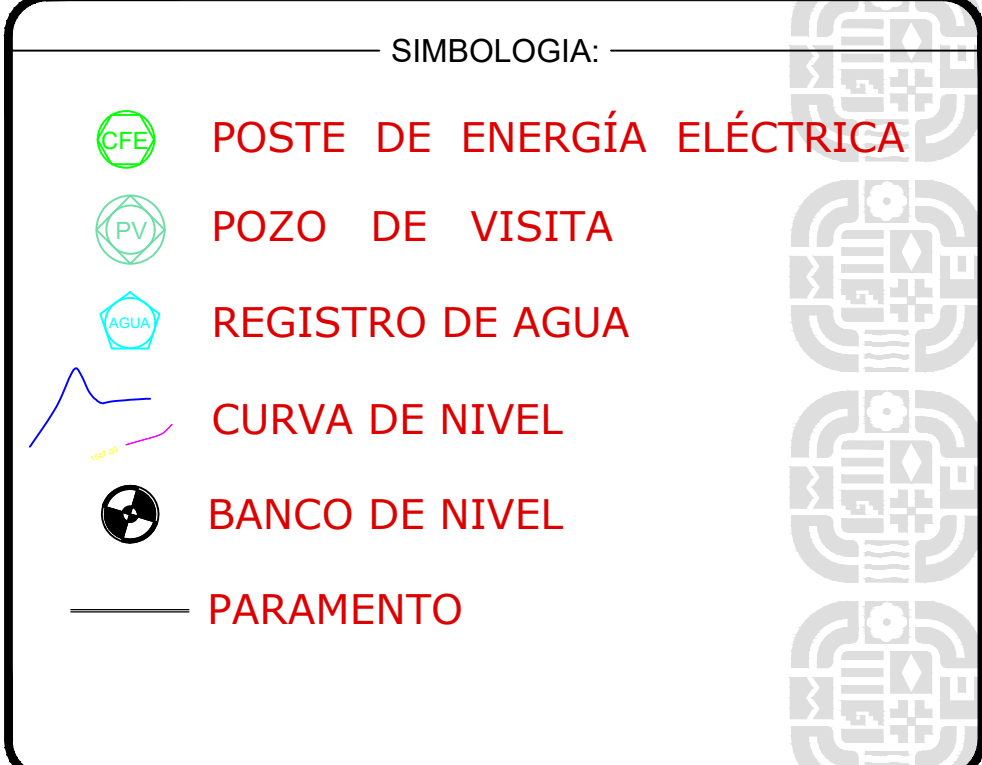 SIMBOLOGIA:
CFE POSTE DE ENERGÍA ELÉCTRICA
PV POZO DE VISITA
AGUA REGISTRO DE AGUA
CURVA DE NIVEL
BANCO DE NIVEL
PARAMENTO